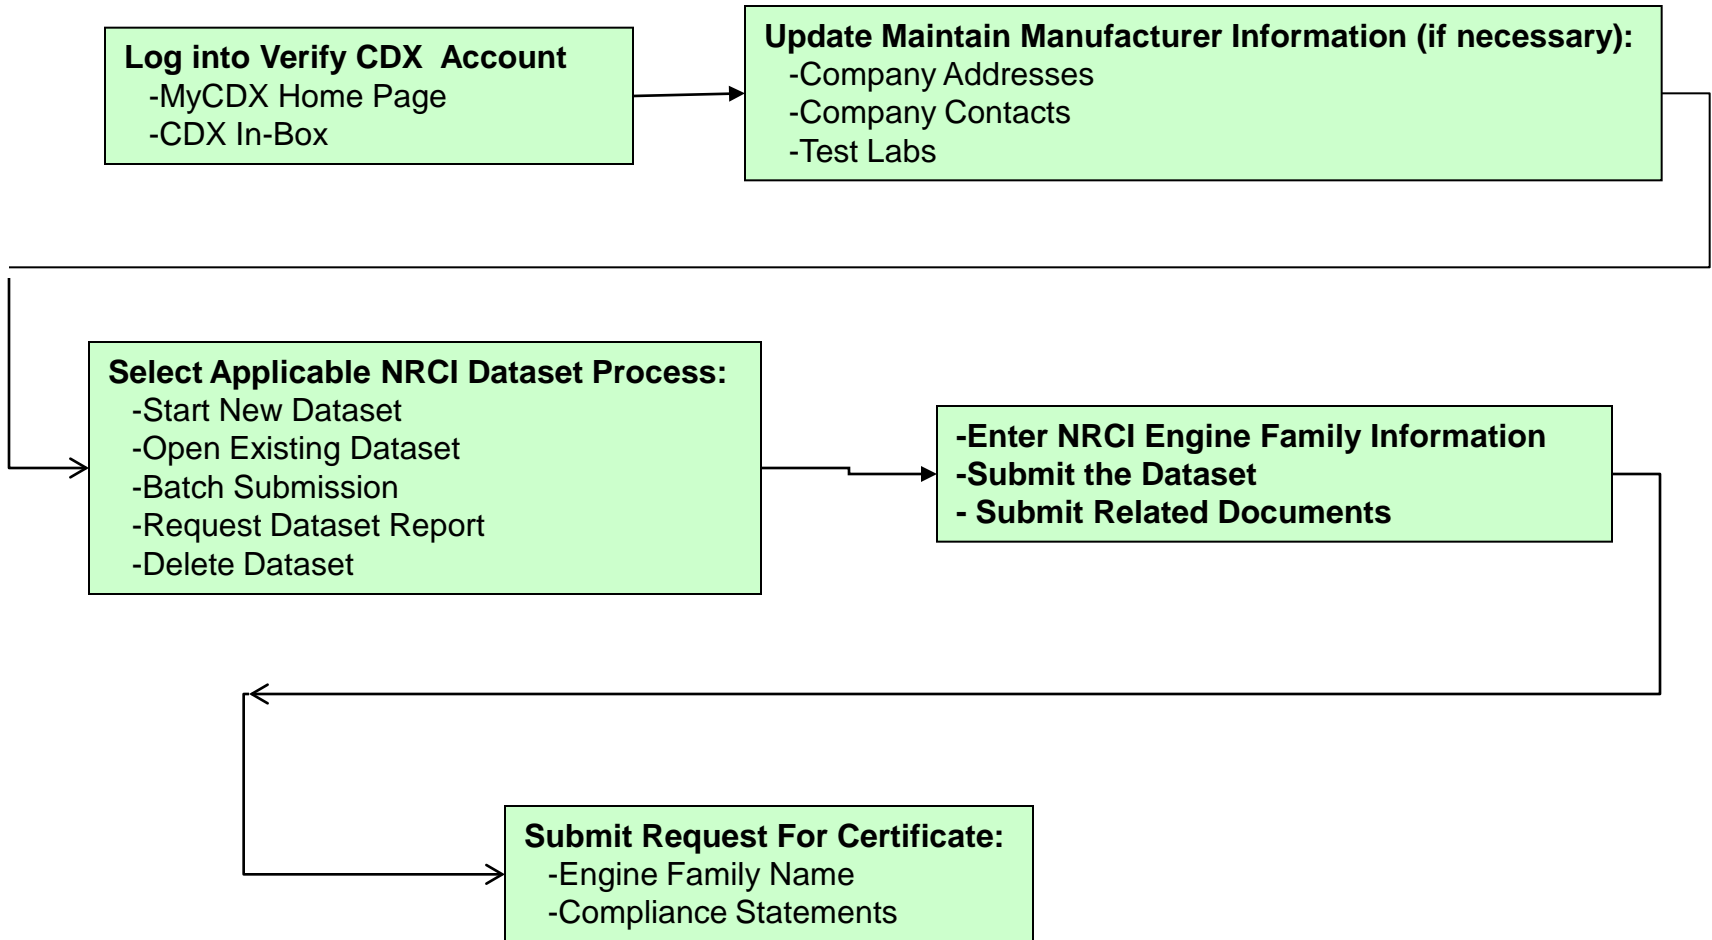 Log into Verify CDX Account
-MyCDX Home Page
-CDX In-Box
Update Maintain Manufacturer Information (if necessary):
-Company Addresses
-Company Contacts
-Test Labs
Select Applicable NRCI Dataset Process:
-Start New Dataset
-Open Existing Dataset
-Batch Submission
-Request Dataset Report
-Delete Dataset
-Enter NRCI Engine Family Information
-Submit the Dataset
- Submit Related Documents
Submit Request For Certificate:
-Engine Family Name
-Compliance Statements